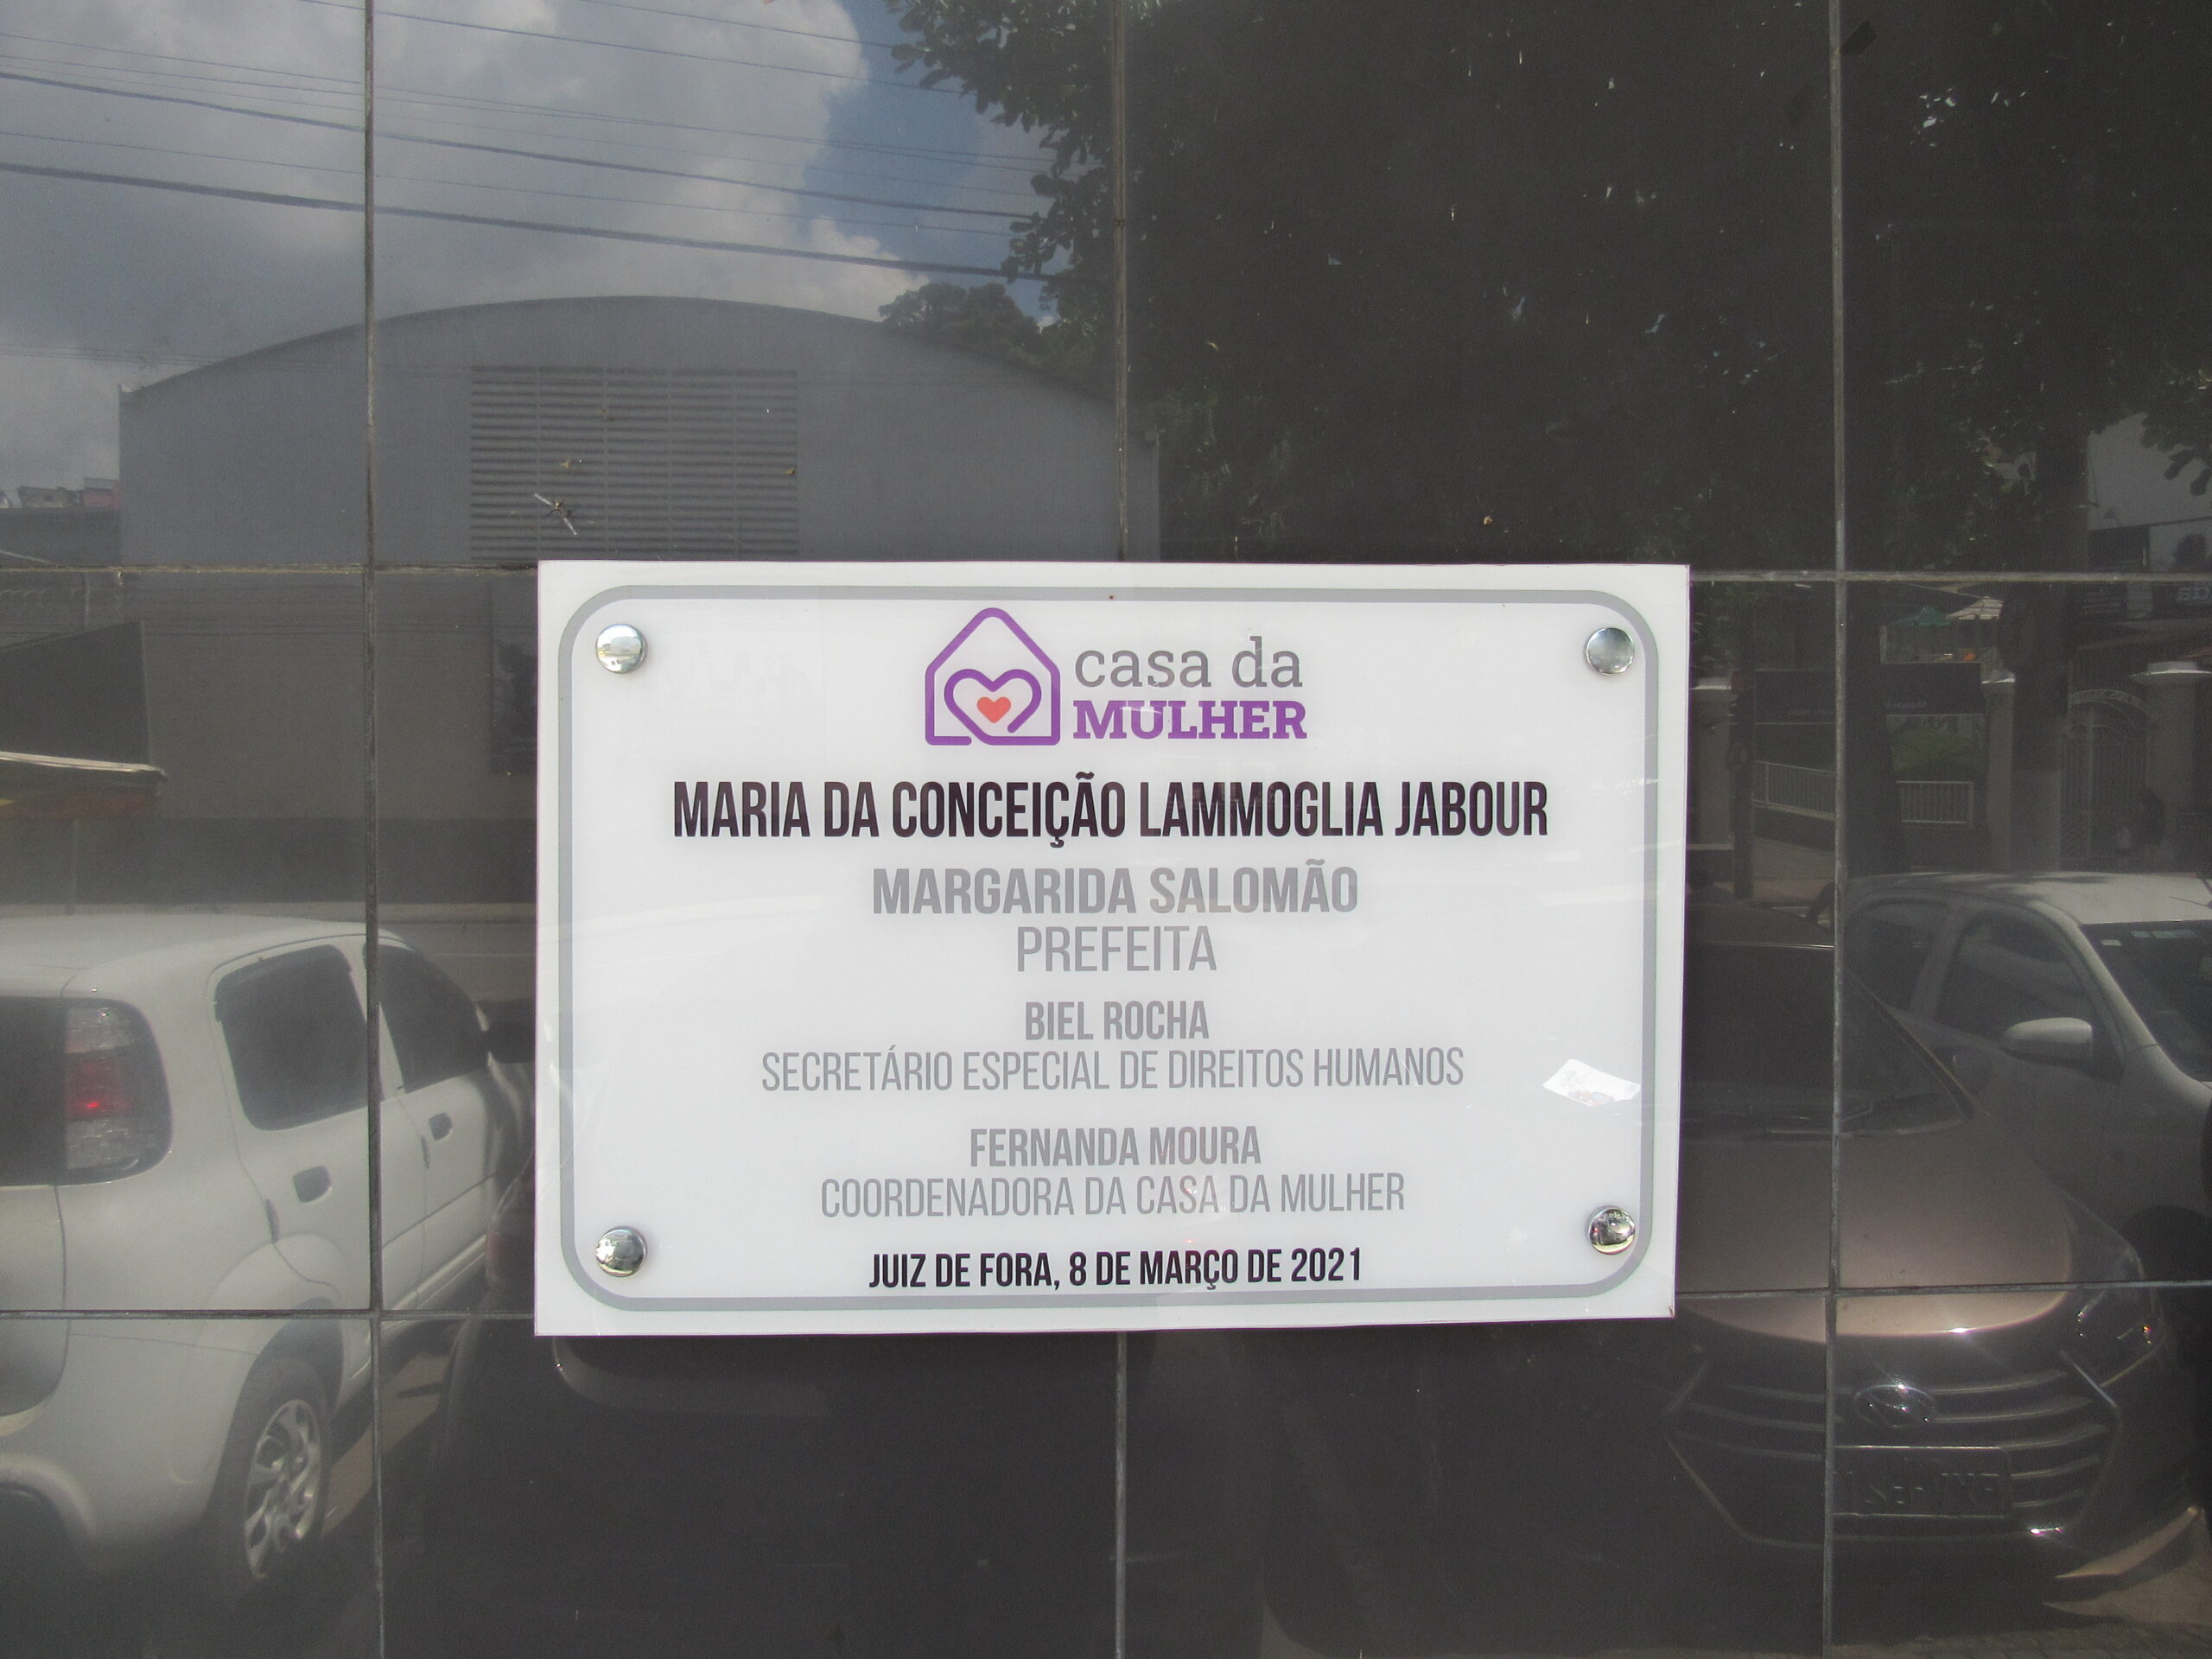 casa da
MULHER
MARIA DA CONCEIÇÃO LAMMOGLIA JABOUR
MARGARIDA SALOMÃO
PREFEITA
BIEL ROCHA
SECRETÁRIO ESPECIAL DE DIREITOS HUMANOS
FERNANDA MOURA
COORDENADORA DA CASA DA MULHER
JUIZ DE FORA, 8 DE MARÇO DE 2021